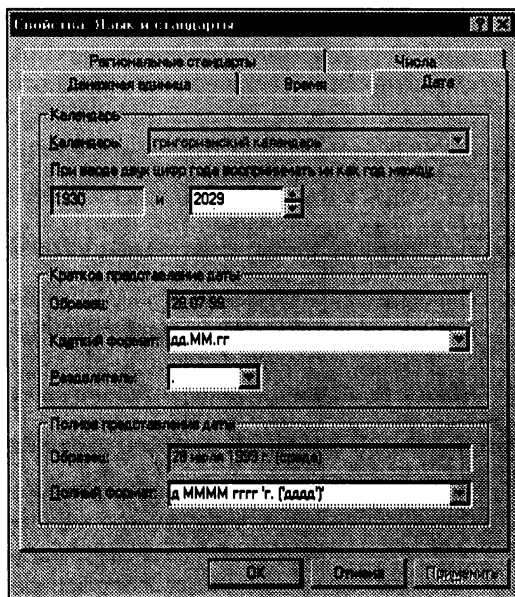 Свойства: Язык и стандарты
Региональные стандарты
Числа
Денежная единица
Время
Дата
Календарь
Календарь:
григорианский календарь
При вводе двух цифр года воспринимать их как год между:
1930 и 2029
Краткое представление даты
Образец: 28.07.99
Краткий формат: дд.ММ.гг
Разделитель: .
Полное представление даты
Образец: 28 июля 1999 г. (среда)
Полный формат: д ММММ гггг 'г. ('дддд')'
ОК
Отмена
Применить